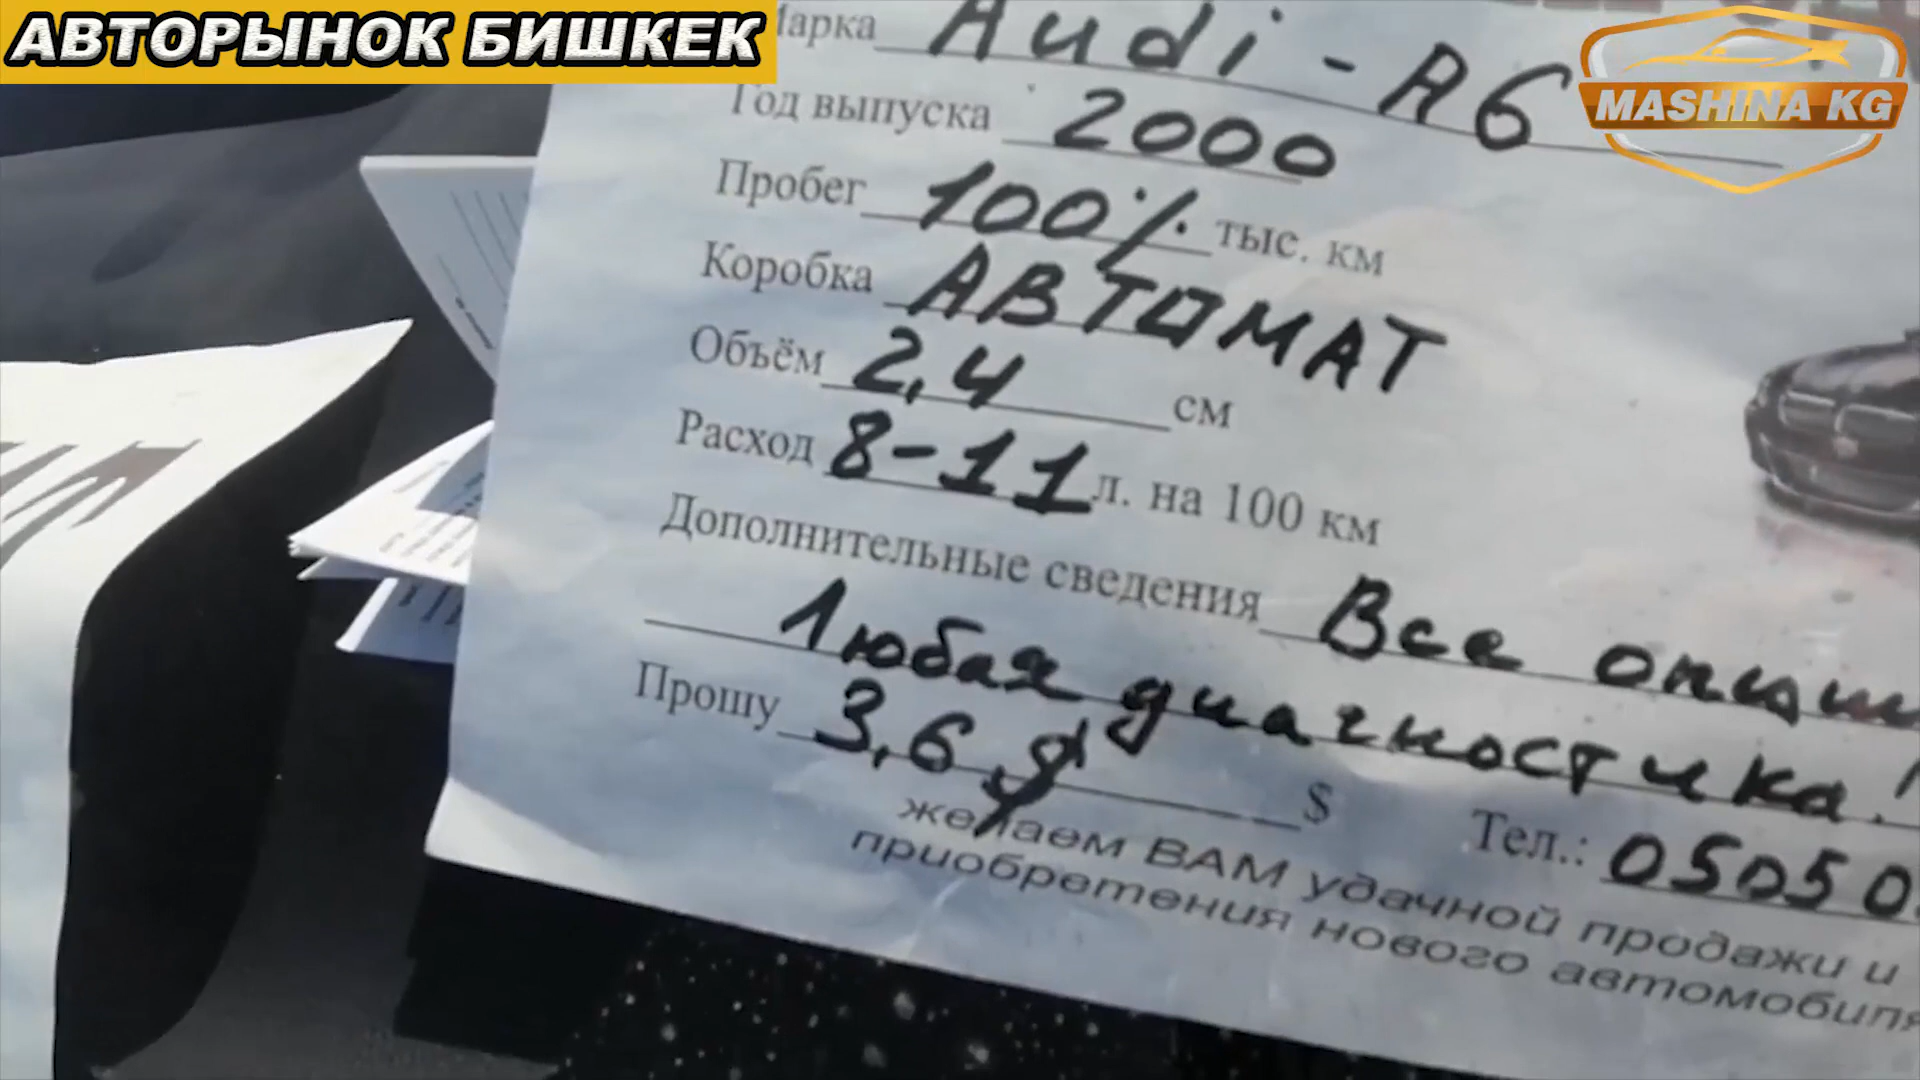 АВТОРЫНОК БИШКЕК
MASHINA KG
Марка Audi - A6
Год выпуска 2000
Пробег 100% тыс. км
Коробка АВТОМАТ
Объём 2,4 см
Расход 8-11 л. на 100 км
Дополнительные сведения Все опции
Любая диагностика!
Прошу 3,6 $ Тел.: 05050
желаем ВАМ удачной продажи и
приобретения нового автомобиля